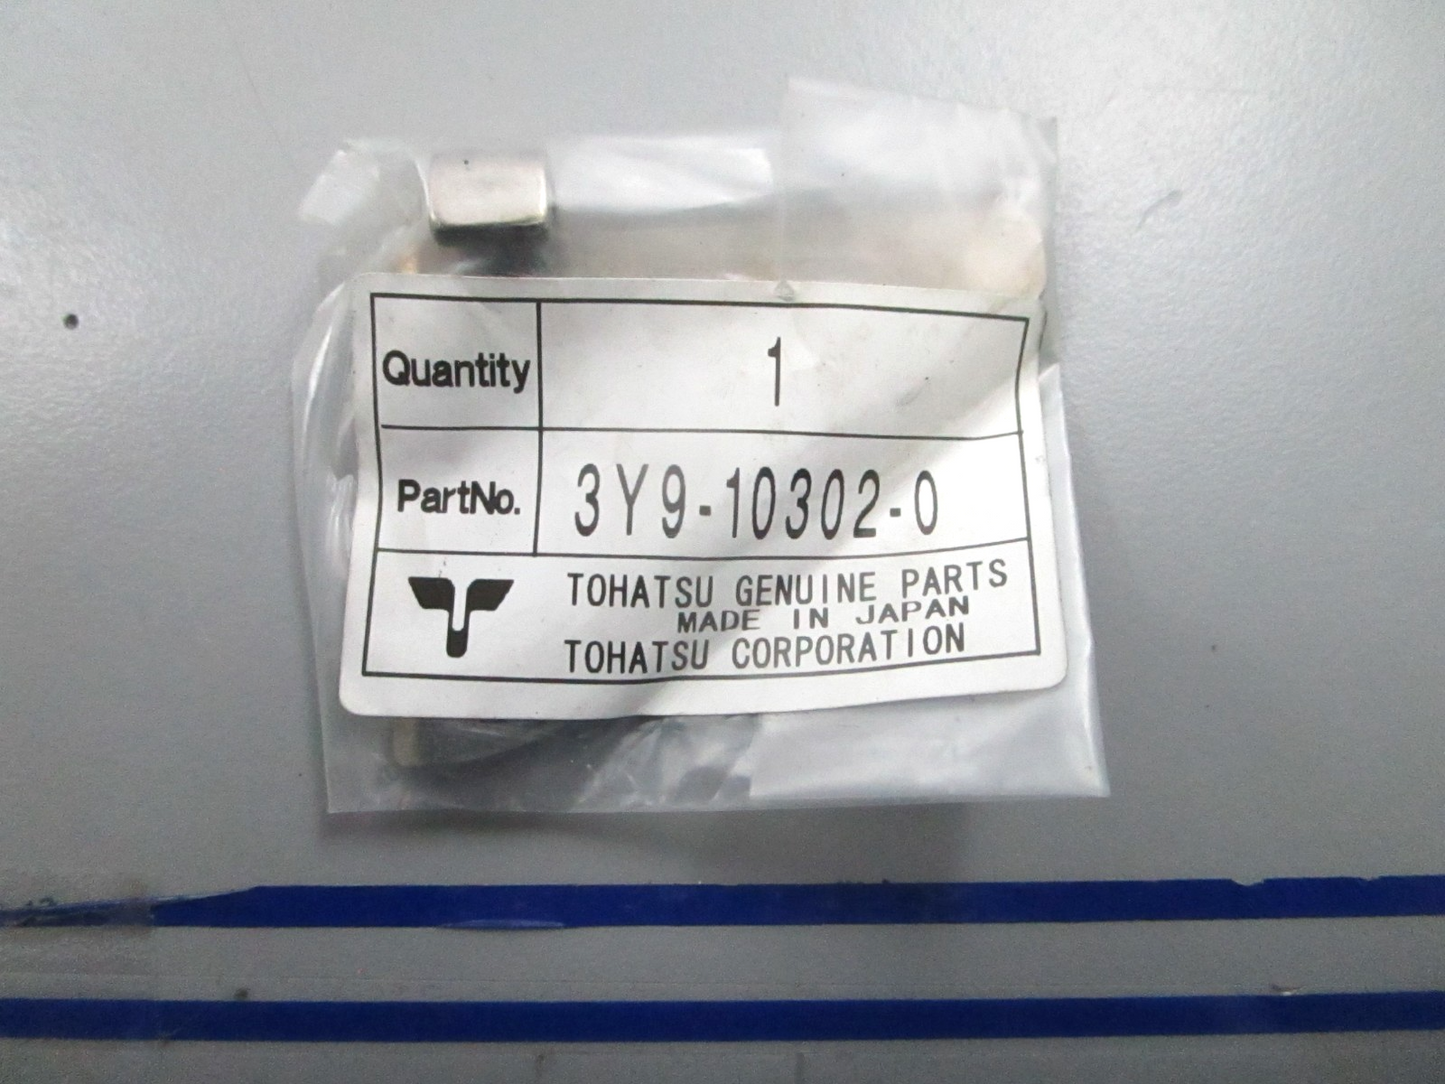 Quantity 1
PartNo. 3Y9-10302-0
TOHATSU GENUINE PARTS
MADE IN JAPAN
TOHATSU CORPORATION